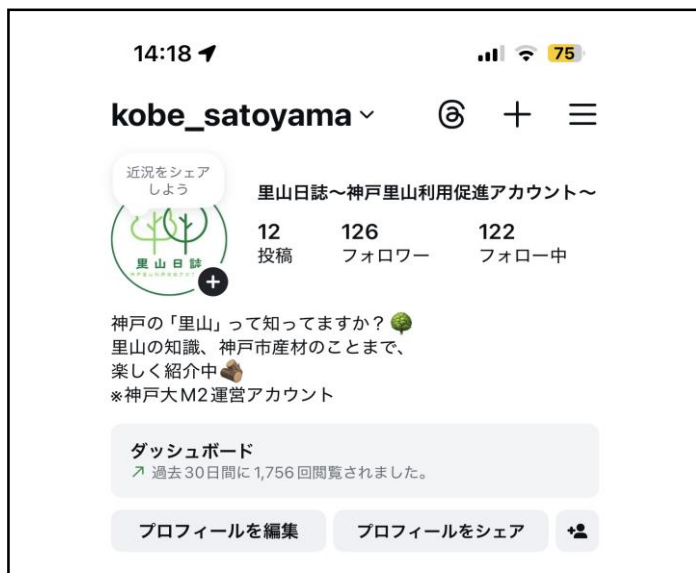 14:18
75
kobe_satoyama
近況をシェア
しよう
里山日誌～神戸里山利用促進アカウント～
12
126
122
投稿
フォロワー
フォロー中
里山日誌
神戸の「里山」って知ってますか？🌳
里山の知識、神戸市産材のことまで、
楽しく紹介中🪵
※神戸大M2運営アカウント
ダッシュボード
過去30日間に1,756回閲覧されました。
プロフィールを編集
プロフィールをシェア